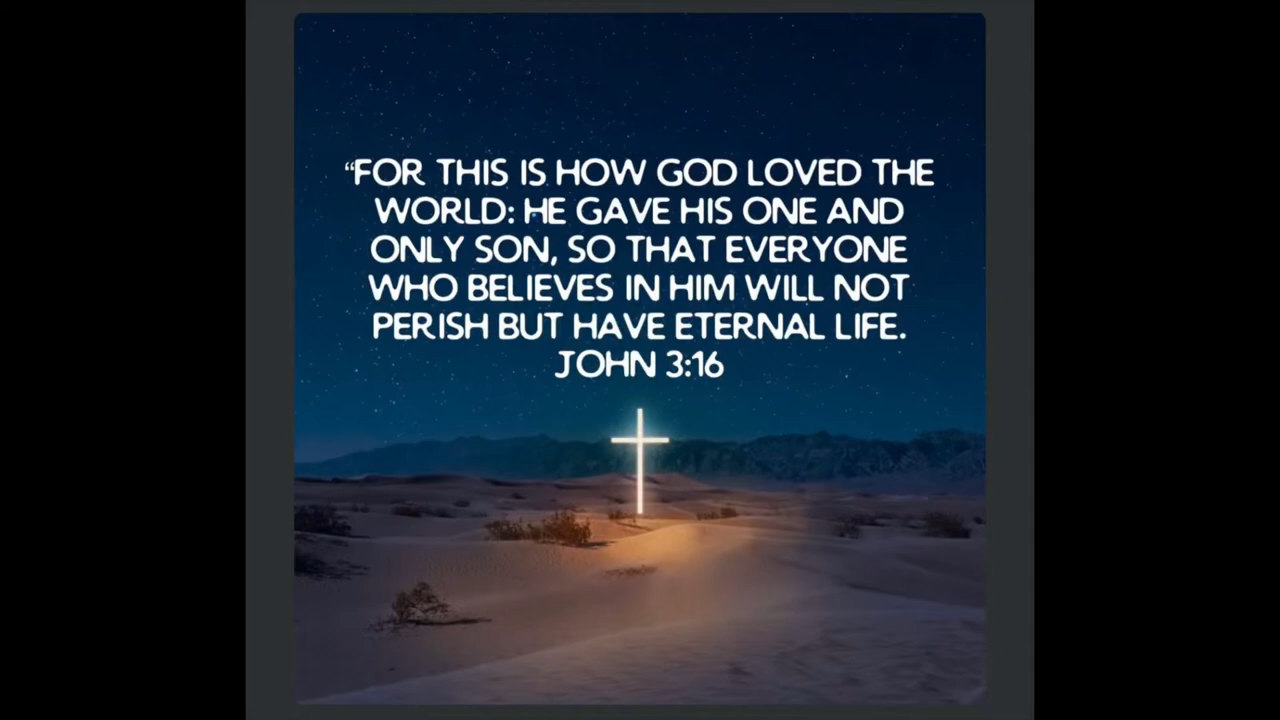 “FOR THIS IS HOW GOD LOVED THE
WORLD: HE GAVE HIS ONE AND
ONLY SON, SO THAT EVERYONE
WHO BELIEVES IN HIM WILL NOT
PERISH BUT HAVE ETERNAL LIFE.
JOHN 3:16